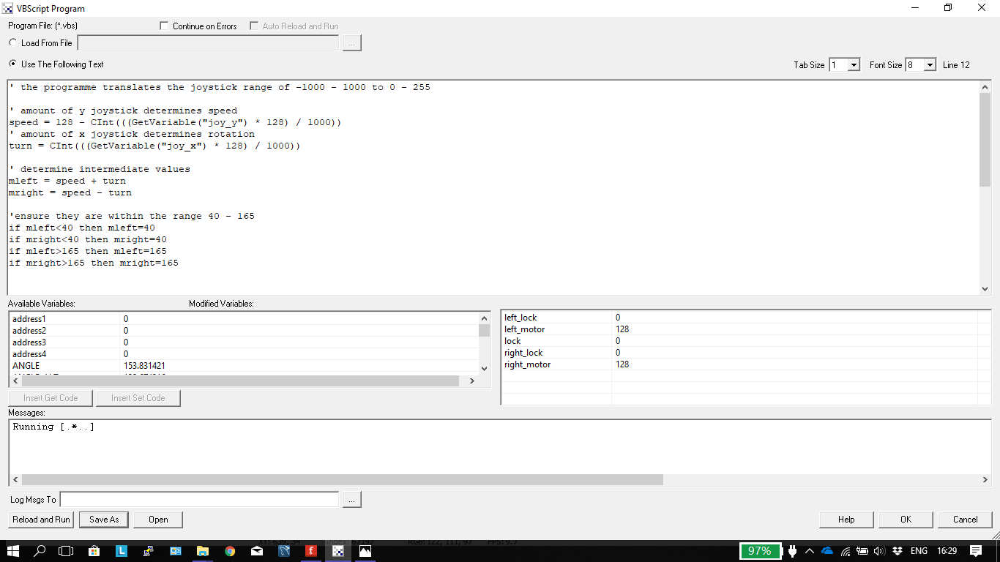 VBScript Program
Program File: (*.vbs) Continue on Errors Auto Reload and Run
Load From File ...
Use The Following Text Tab Size 1 Font Size 8 Line 12
' the programme translates the joystick range of -1000 - 1000 to 0 - 255
' amount of y joystick determines speed
speed = 128 - CInt(((GetVariable("joy_y") * 128) / 1000))
' amount of x joystick determines rotation
turn = CInt(((GetVariable("joy_x") * 128) / 1000))
' determine intermediate values
mleft = speed + turn
mright = speed - turn
'ensure they are within the range 40 - 165
if mleft<40 then mleft=40
if mright<40 then mright=40
if mleft>165 then mleft=165
if mright>165 then mright=165
Available Variables: Modified Variables:
address1 0
address2 0
address3 0
address4 0
ANGLE 153.831421
left_lock 0
left_motor 128
lock 0
right_lock 0
right_motor 128
Insert Get Code Insert Set Code
Messages:
Running [.*..]
Log Msgs To ...
Reload and Run Save As Open Help OK Cancel
97% ENG 16:29